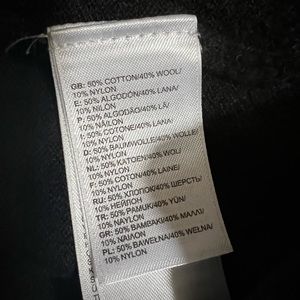 GB: 50% COTTON/40% WOOL/
10% NYLON
E: 50% ALGODÓN/40% LANA/
10% NILÓN
P: 50% ALGODÃO/40% LÃ/
10% NÁILON
I: 50% COTONE/40% LANA/
10% NYLON
D: 50% BAUMWOLLE/40% WOLLE/
10% NYLON
NL: 50% KATOEN/40% WOL/
10% NYLON
F: 50% COTON/40% LAINE/
10% NYLON
RU: 50% ХЛОПОК/40% ШЕРСТЬ/
10% НЕЙЛОН
TR: 50% PAMUK/40% YÜN/
10% NAYLON
GR: 50% ΒΑΜΒΑΚΙ/40% ΜΑΛΛΙ/
10% ΝΑΙΛΟΝ
PL: 50% BAWEŁNA/40% WEŁNA/
10% NYLON